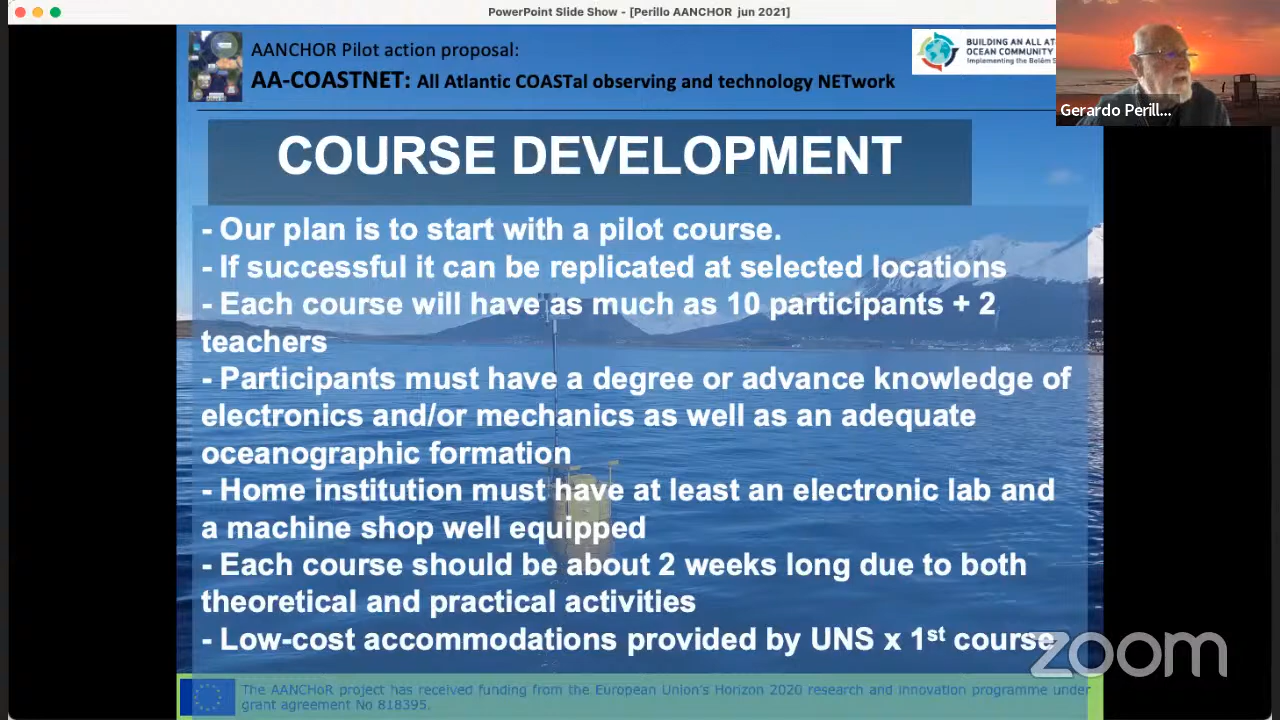 PowerPoint Slide Show - [Perillo AANCHOR jun 2021]
AANCHOR Pilot action proposal:
AA-COASTNET: All Atlantic COASTal observing and technology NETwork
BUILDING AN ALL AT
OCEAN COMMUNITY
Implementing the Belém S
Gerardo Perill...
COURSE DEVELOPMENT
- Our plan is to start with a pilot course.
- If successful it can be replicated at selected locations
- Each course will have as much as 10 participants + 2
teachers
- Participants must have a degree or advance knowledge of
electronics and/or mechanics as well as an adequate
oceanographic formation
- Home institution must have at least an electronic lab and
a machine shop well equipped
- Each course should be about 2 weeks long due to both
theoretical and practical activities
- Low-cost accommodations provided by UNS x 1st course
zoom
The AANCHoR project has received funding from the European Union's Horizon 2020 research and innovation programme under
grant agreement No 818395.